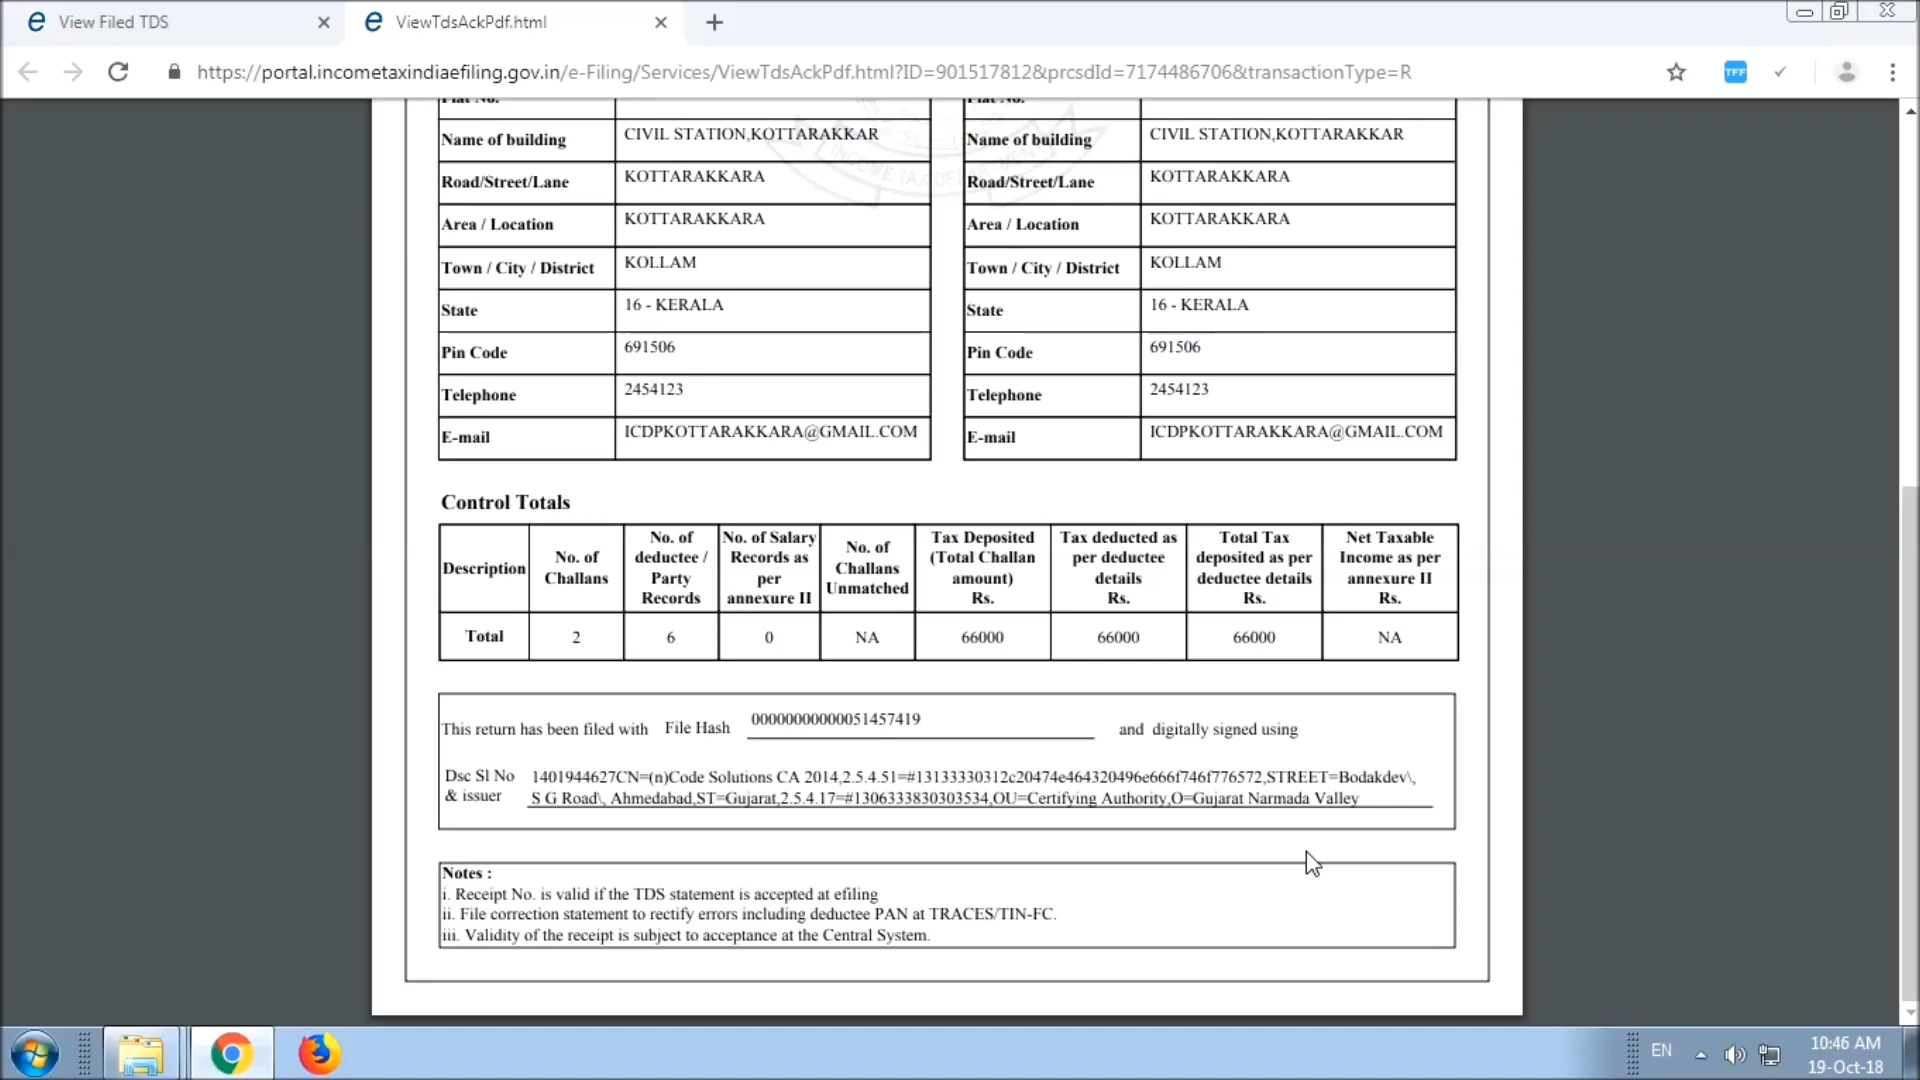 View Filed TDS
ViewTdsAckPdf.html
https://portal.incometaxindiaefiling.gov.in/e-Filing/Services/ViewTdsAckPdf.html?ID=901517812&prcsdId=7174486706&transactionType=R
TFF
Flat No. Flat No.
Name of building CIVIL STATION,KOTTARAKKAR Name of building CIVIL STATION,KOTTARAKKAR
INCOME TAX DEPARTMENT
Road/Street/Lane KOTTARAKKARA Road/Street/Lane KOTTARAKKARA
Area / Location KOTTARAKKARA Area / Location KOTTARAKKARA
Town / City / District KOLLAM Town / City / District KOLLAM
State 16 - KERALA State 16 - KERALA
Pin Code 691506 Pin Code 691506
Telephone 2454123 Telephone 2454123
E-mail ICDPKOTTARAKKARA@GMAIL.COM E-mail ICDPKOTTARAKKARA@GMAIL.COM
Control Totals
Description
No. of
Challans
No. of
deductee /
Party
Records
No. of Salary
Records as
per
annexure II
No. of
Challans
Unmatched
Tax Deposited
(Total Challan
amount)
Rs.
Tax deducted as
per deductee
details
Rs.
Total Tax
deposited as per
deductee details
Rs.
Net Taxable
Income as per
annexure II
Rs.
Total 2 6 0 NA 66000 66000 66000 NA
This return has been filed with File Hash 00000000000051457419 and digitally signed using
Dsc Sl No
& issuer
1401944627CN=(n)Code Solutions CA 2014,2.5.4.51=#13133330312c20474e464320496e666f746f776572,STREET=Bodakdev\,
S G Road\, Ahmedabad,ST=Gujarat,2.5.4.17=#1306333830303534,OU=Certifying Authority,O=Gujarat Narmada Valley
Notes :
i. Receipt No. is valid if the TDS statement is accepted at efiling
ii. File correction statement to rectify errors including deductee PAN at TRACES/TIN-FC.
iii. Validity of the receipt is subject to acceptance at the Central System.
EN
10:46 AM
19-Oct-18